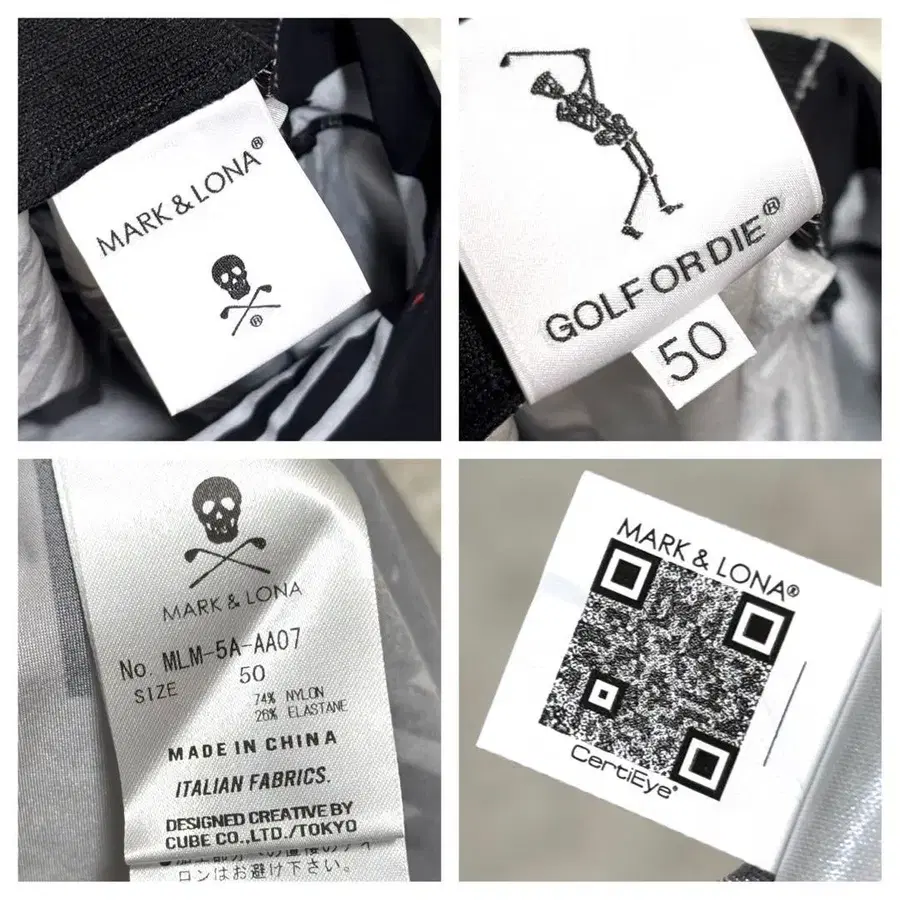 MARK & LONA®
®
GOLF OR DIE®
50
MARK & LONA
No. MLM-5A-AA07
SIZE 50
74% NYLON
26% ELASTANE
MADE IN CHINA
ITALIAN FABRICS.
DESIGNED CREATIVE BY
CUBE CO.,LTD./TOKYO
ロンはお避け下さい。
MARK & LONA®
CertiEye®